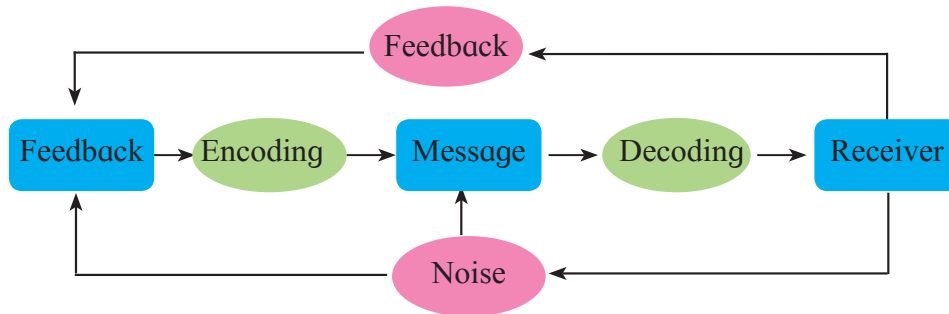 Feedback
Feedback
Encoding
Message
Decoding
Receiver
Noise